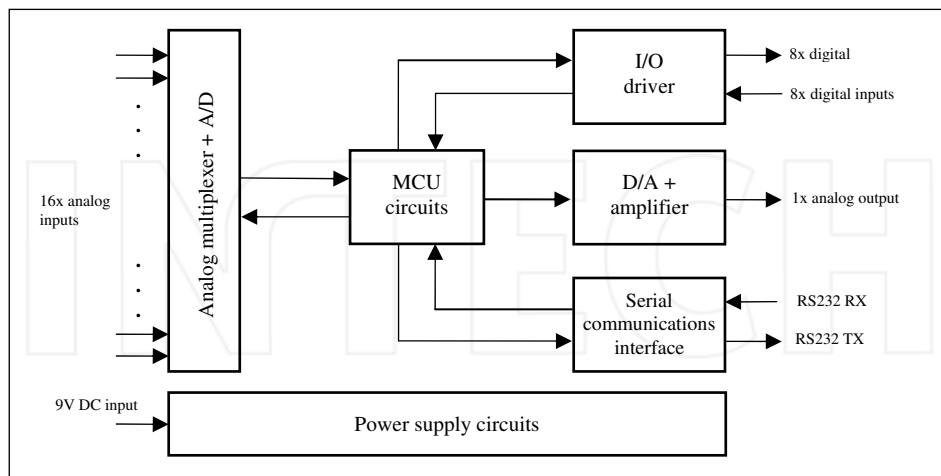 I/O
driver
8x digital
8x digital inputs
Analog multiplexer + A/D
16x analog
inputs
MCU
circuits
D/A +
amplifier
1x analog output
Serial
communications
interface
RS232 RX
RS232 TX
9V DC input
Power supply circuits
INTECH